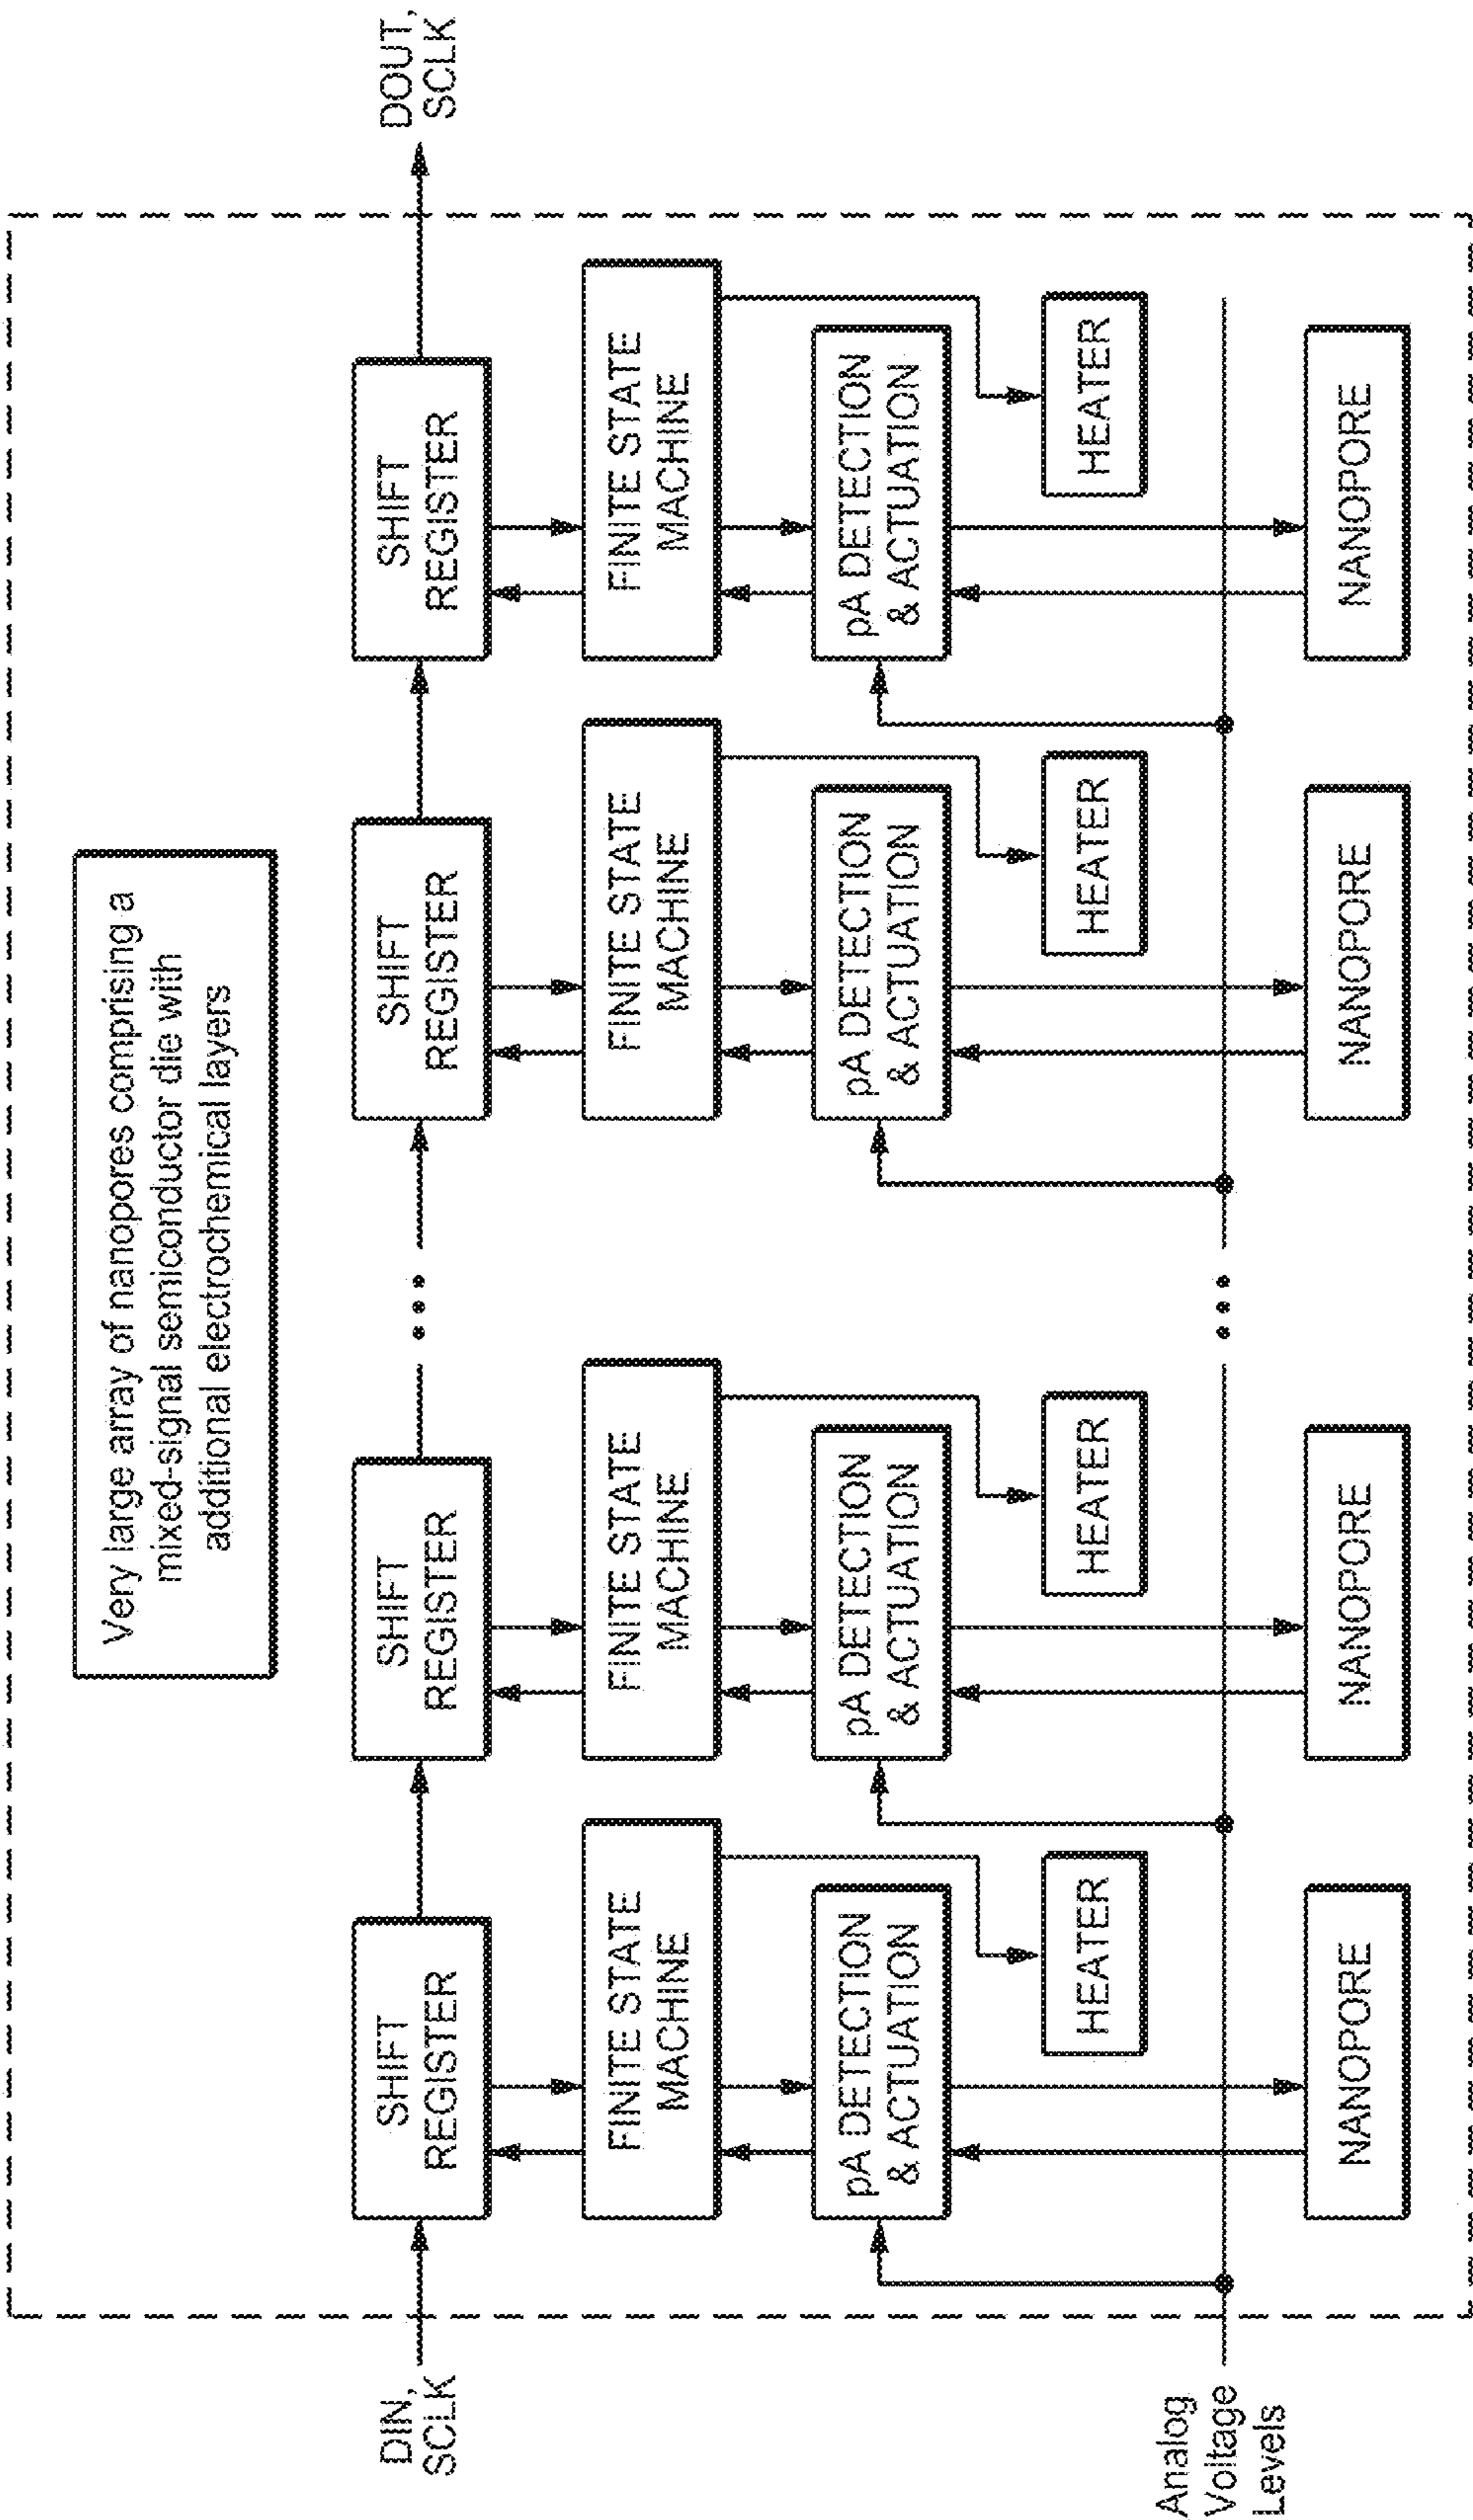 Very large array of nanopores comprising a
mixed-signal semiconductor die with
additional electrochemical layers
DIN,
SCLK
SHIFT
REGISTER
SHIFT
REGISTER
SHIFT
REGISTER
SHIFT
REGISTER
DOUT,
SCLK
FINITE STATE
MACHINE
FINITE STATE
MACHINE
FINITE STATE
MACHINE
FINITE STATE
MACHINE
pA DETECTION
& ACTUATION
pA DETECTION
& ACTUATION
pA DETECTION
& ACTUATION
pA DETECTION
& ACTUATION
HEATER
HEATER
HEATER
HEATER
Analog
Voltage
Levels
NANOPORE
NANOPORE
NANOPORE
NANOPORE